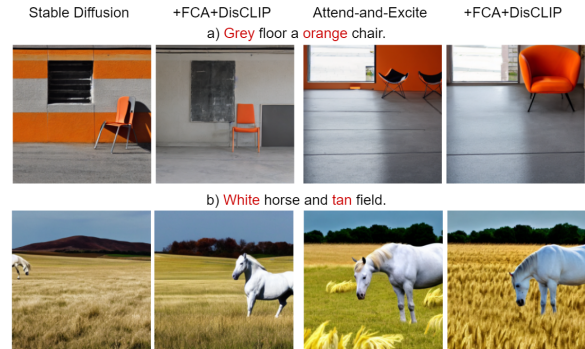 Stable Diffusion +FCA+DisCLIP Attend-and-Excite +FCA+DisCLIP
a) Grey floor a orange chair.
b) White horse and tan field.